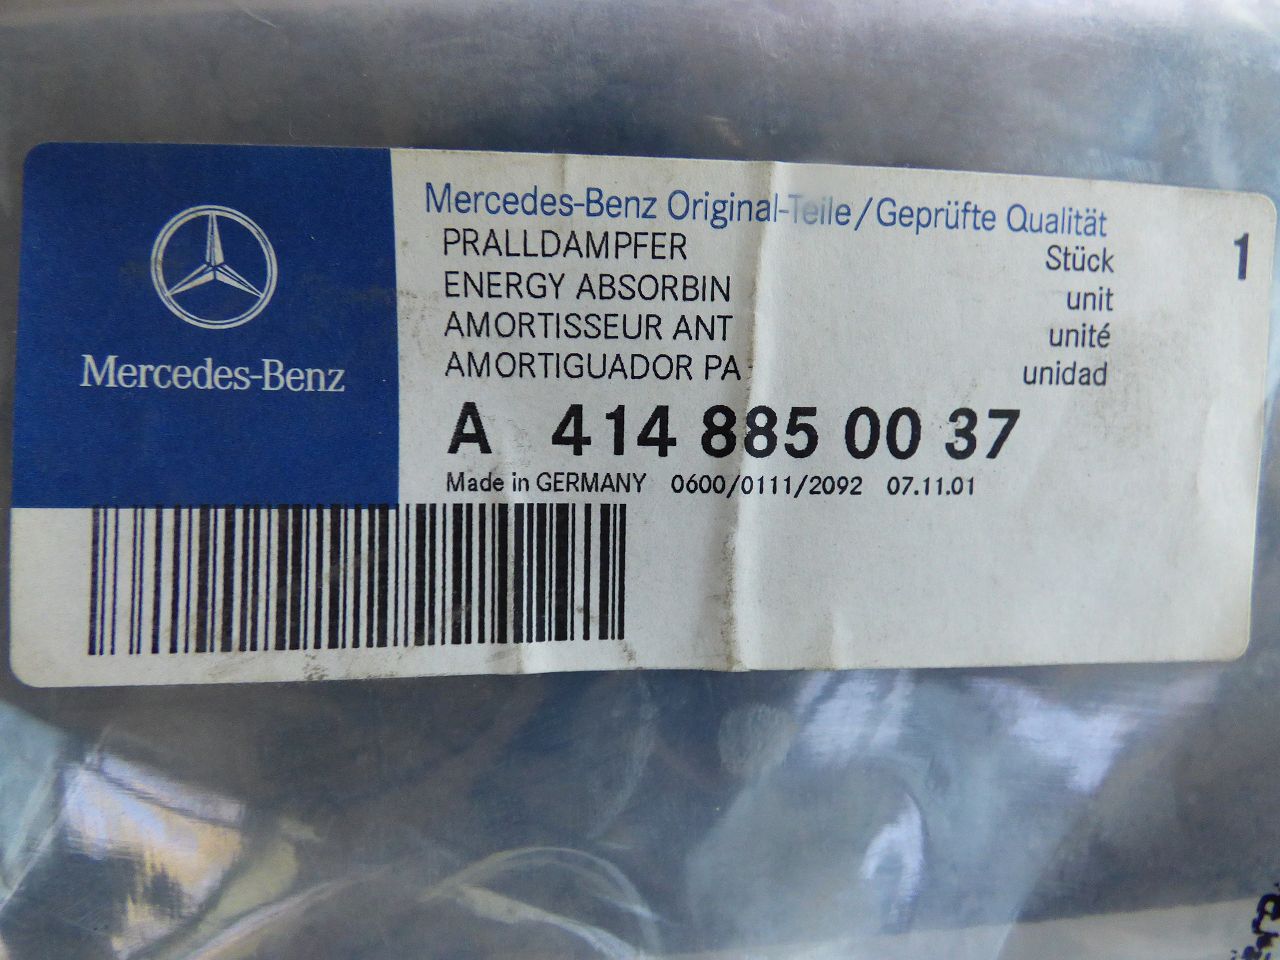 Mercedes-Benz
Mercedes-Benz Original-Teile/Geprüfte Qualität
PRALLDAMPFER Stück 1
ENERGY ABSORBIN unit
AMORTISSEUR ANT unité
AMORTIGUADOR PA unidad
A 414 885 00 37
Made in GERMANY 0600/0111/2092 07.11.01